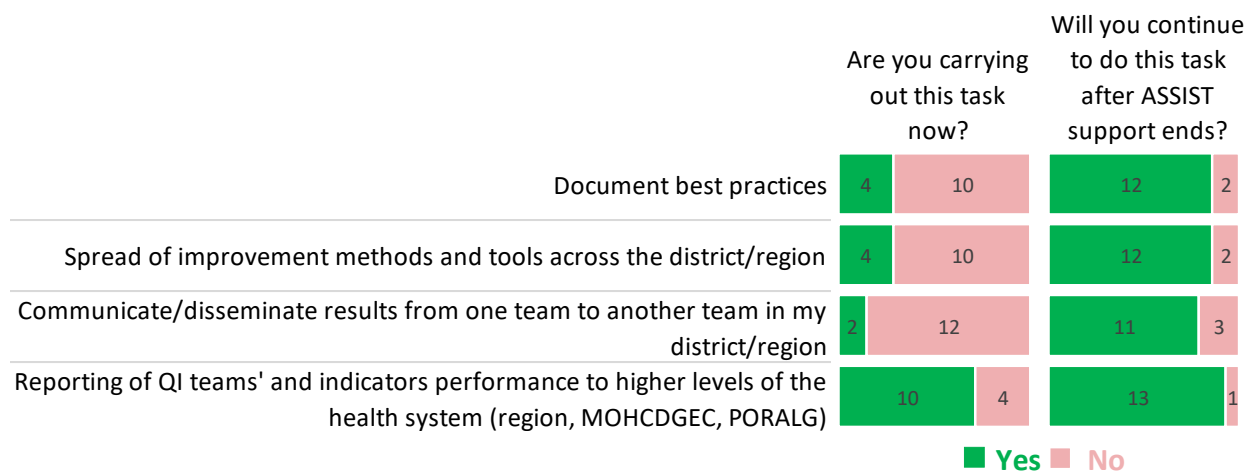 Are you carrying
out this task
now?
Will you continue
to do this task
after ASSIST
support ends?
Document best practices
4 10 12 2
Spread of improvement methods and tools across the district/region
4 10 12 2
Communicate/disseminate results from one team to another team in my
district/region
2 12 11 3
Reporting of QI teams' and indicators performance to higher levels of the
health system (region, MOHCDGEC, PORALG)
10 4 13 1
Yes No